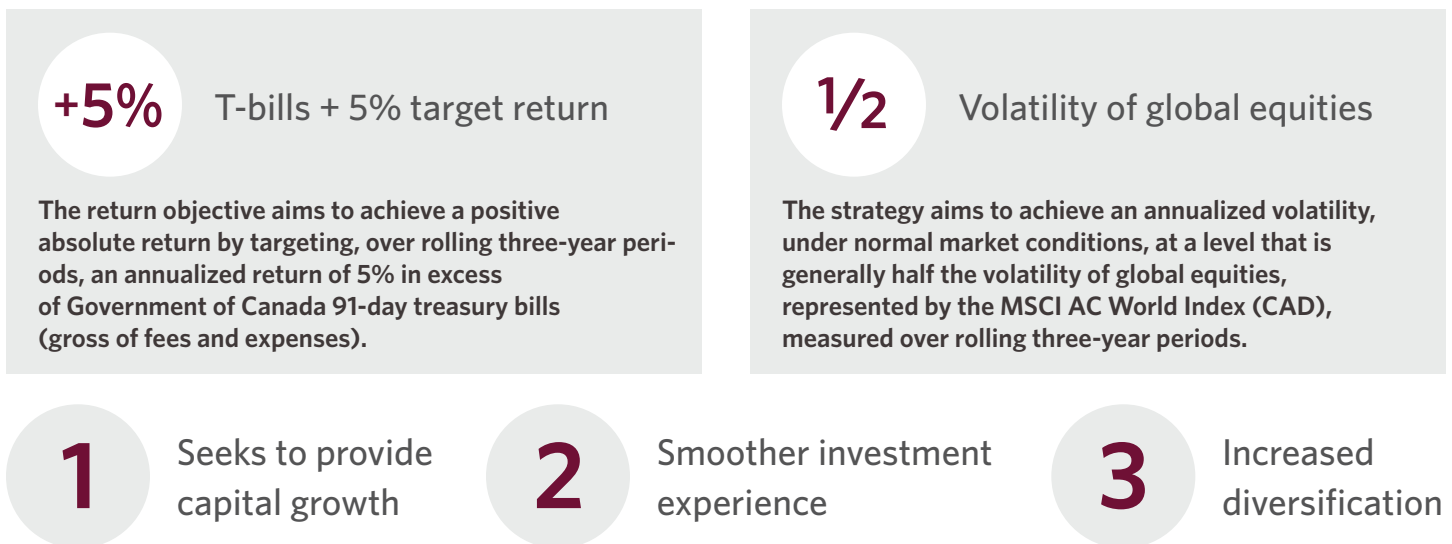 +5%
T-bills + 5% target return
The return objective aims to achieve a positive
absolute return by targeting, over rolling three-year peri-
ods, an annualized return of 5% in excess
of Government of Canada 91-day treasury bills
(gross of fees and expenses).
1/2
Volatility of global equities
The strategy aims to achieve an annualized volatility,
under normal market conditions, at a level that is
generally half the volatility of global equities,
represented by the MSCI AC World Index (CAD),
measured over rolling three-year periods.
1
Seeks to provide
capital growth
2
Smoother investment
experience
3
Increased
diversification